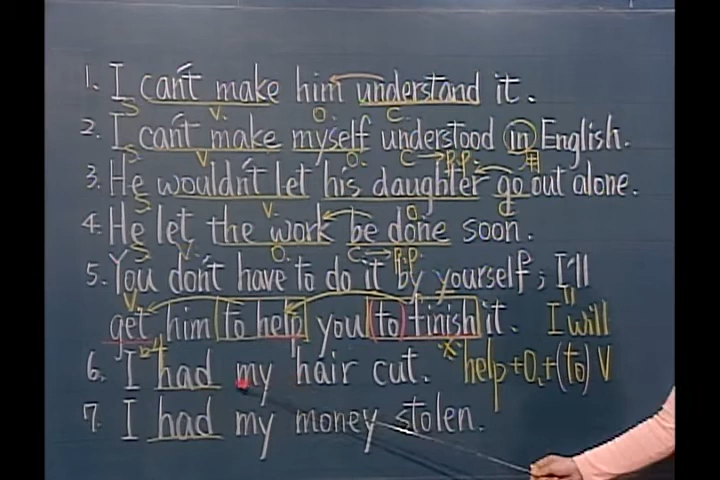 1. I can't make him understand it.
S V. O. C
2. I can't make myself understood in English.
S V O. C→p.p. 用
3. He wouldn't let his daughter go out alone.
S V. O. C
4. He let the work be done soon.
S V. O. C→p.p.
5. You don't have to do it by yourself; I'll
V
get him to help you to finish it. I will
6. I had my hair cut. help+O.+(to) V
7. I had my money stolen.